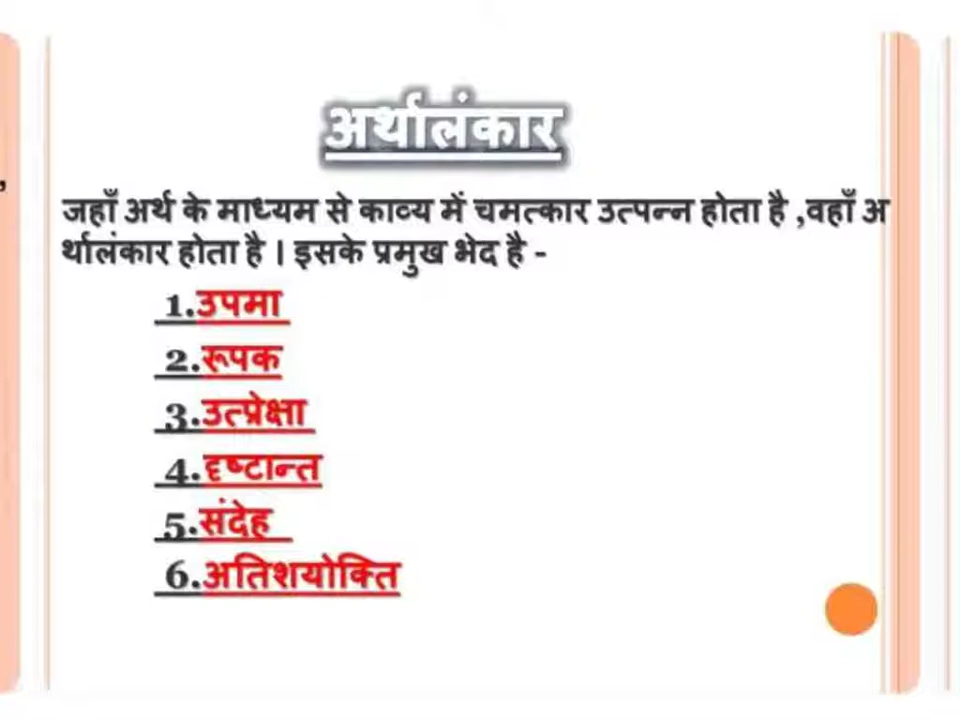 अर्थालंकार
जहाँ अर्थ के माध्यम से काव्य में चमत्कार उत्पन्न होता है ,वहाँ अ
र्थालंकार होता है । इसके प्रमुख भेद है -
1.उपमा
2.रूपक
3.उत्प्रेक्षा
4.दृष्टान्त
5.संदेह
6.अतिशयोक्ति